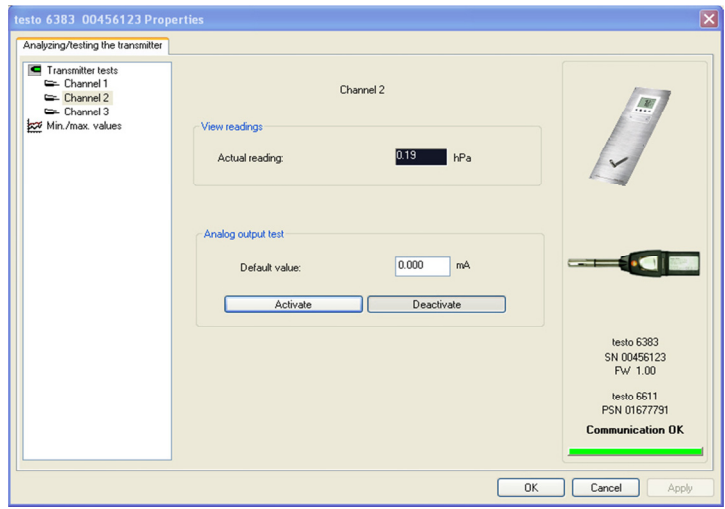 testo 6383 00456123 Properties
Analyzing/testing the transmitter
Transmitter tests
Channel 1
Channel 2
Channel 3
Min./max. values
Channel 2
View readings
Actual reading: 0.19 hPa
Analog output test
Default value: 0.000 mA
Activate Deactivate
testo 6383
SN 00456123
FW 1.00
testo 6611
PSN 01677791
Communication OK
OK Cancel Apply